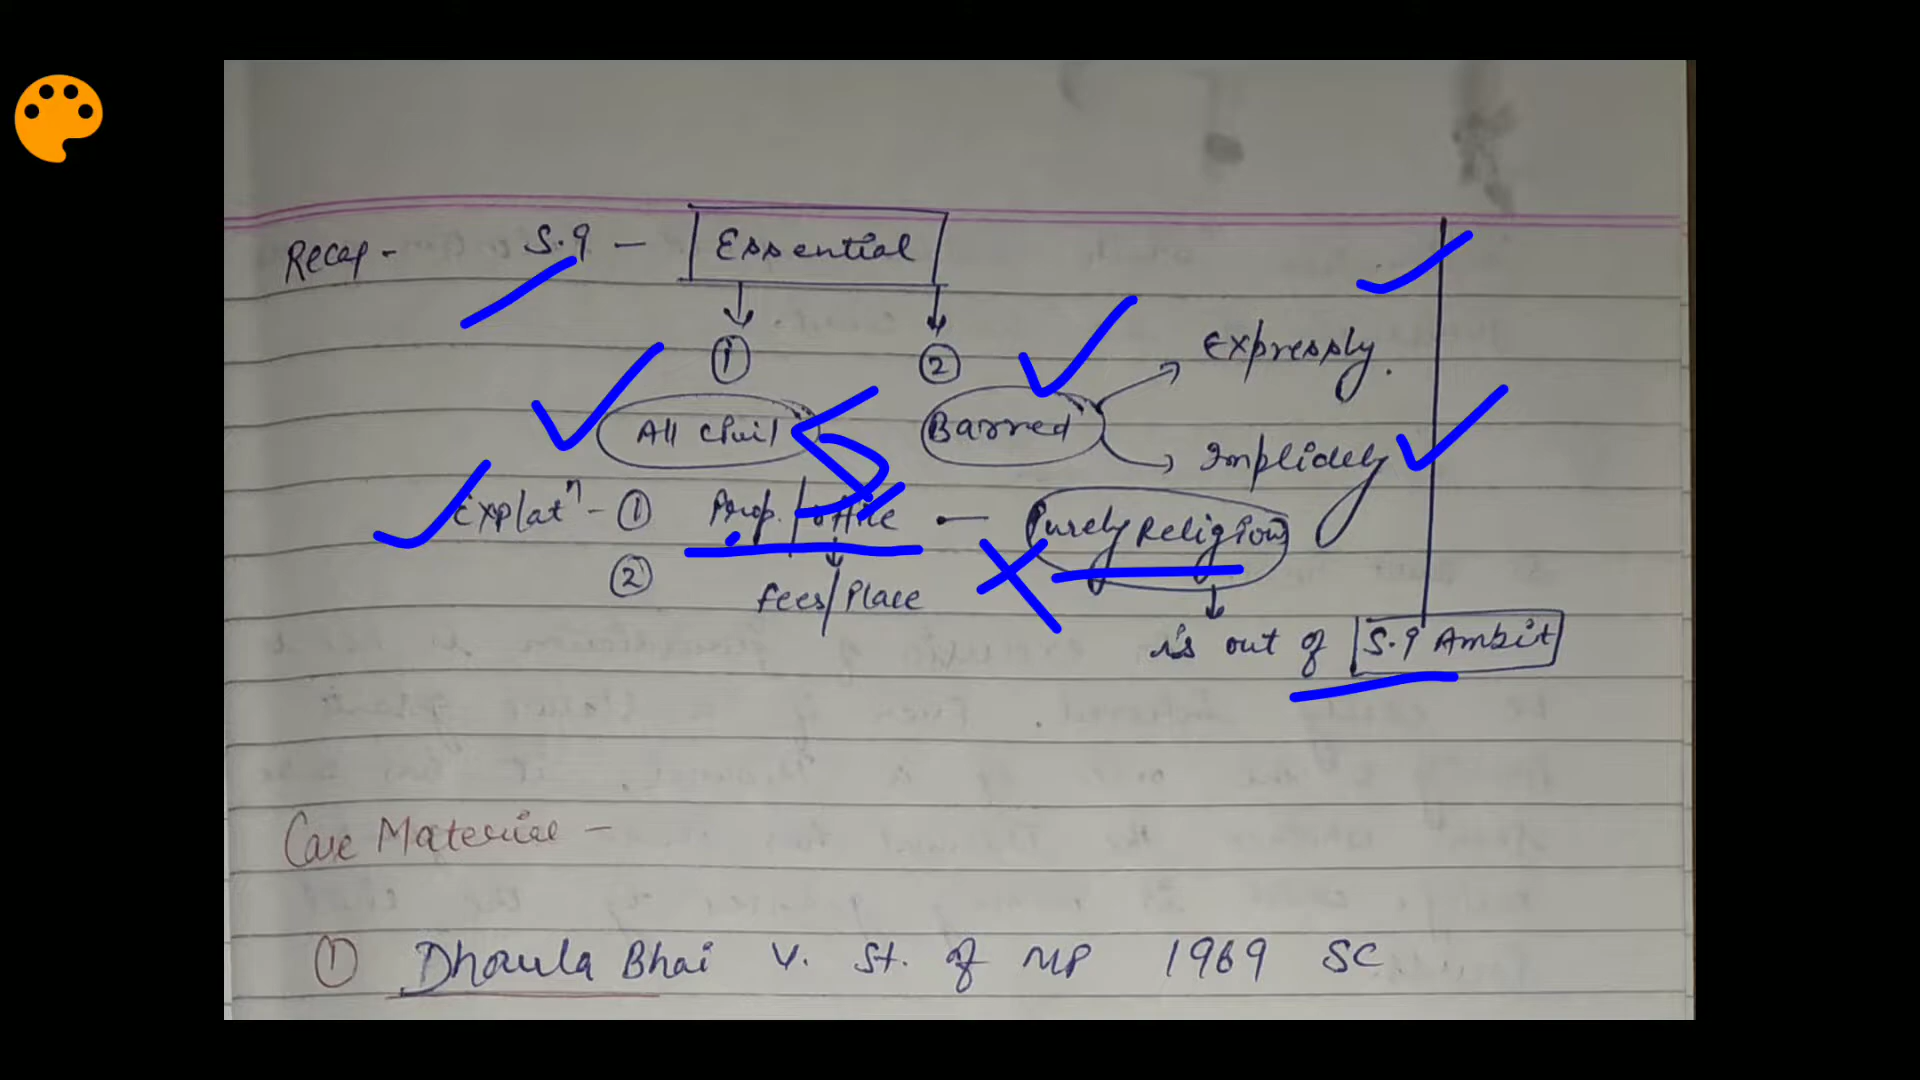 Recap - S.9 - Essential
① ②
Expressly.
All Civil Barred
Implidely
Explatⁿ - ① Prop. / office - Purely Religious
② fees / Place
is out of S.9 Ambit
Case Material -
① Dhaula Bhai v. St. of MP 1969 SC